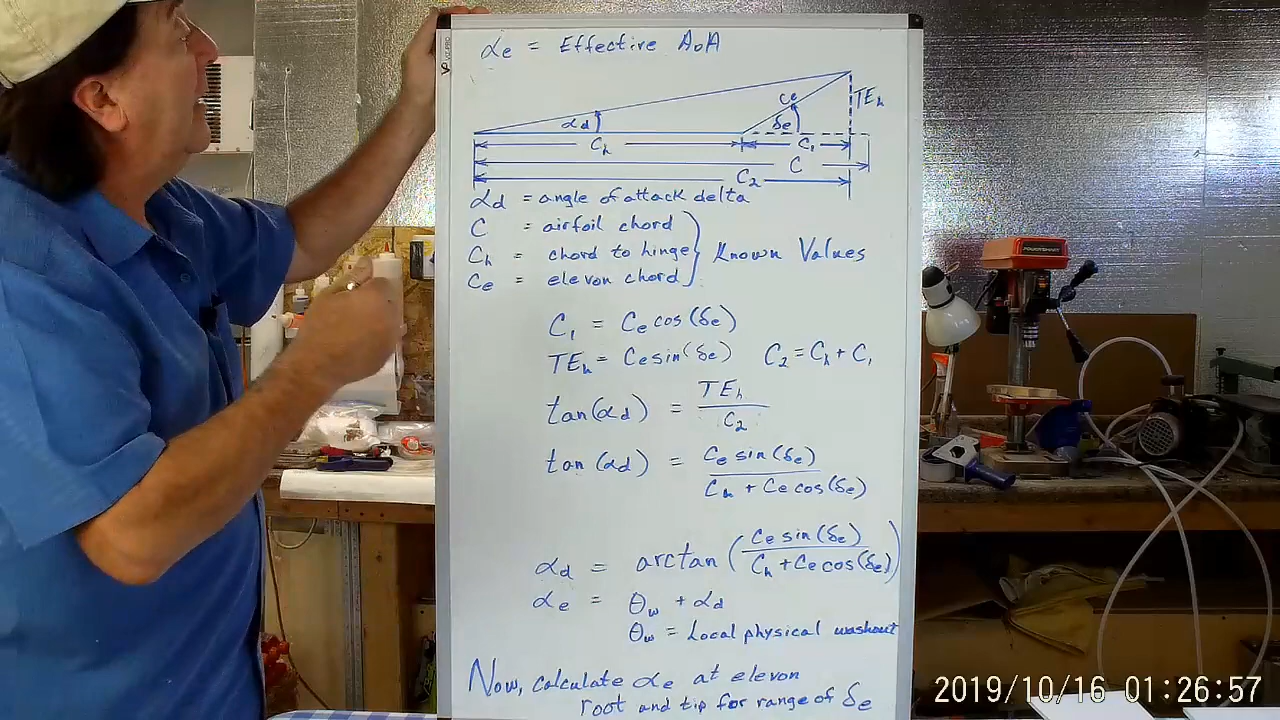 αe = Effective AoA
αd
δe
Ce
TEh
Ch
C1
C
C2
αd = angle of attack delta
C = airfoil chord
Ch = chord to hinge
Ce = elevon chord
Known Values
C1 = Ce cos(δe)
TEh = Ce sin(δe) C2 = Ch + C1
tan(αd) = TEh / C2
tan(αd) = Ce sin(δe) / Ch + Ce cos(δe)
αd = arctan (Ce sin(δe) / Ch + Ce cos(δe))
αe = θw + αd
θw = Local physical washout
Now, calculate αe at elevon
root and tip for range of δe
2019/10/16 01:26:57